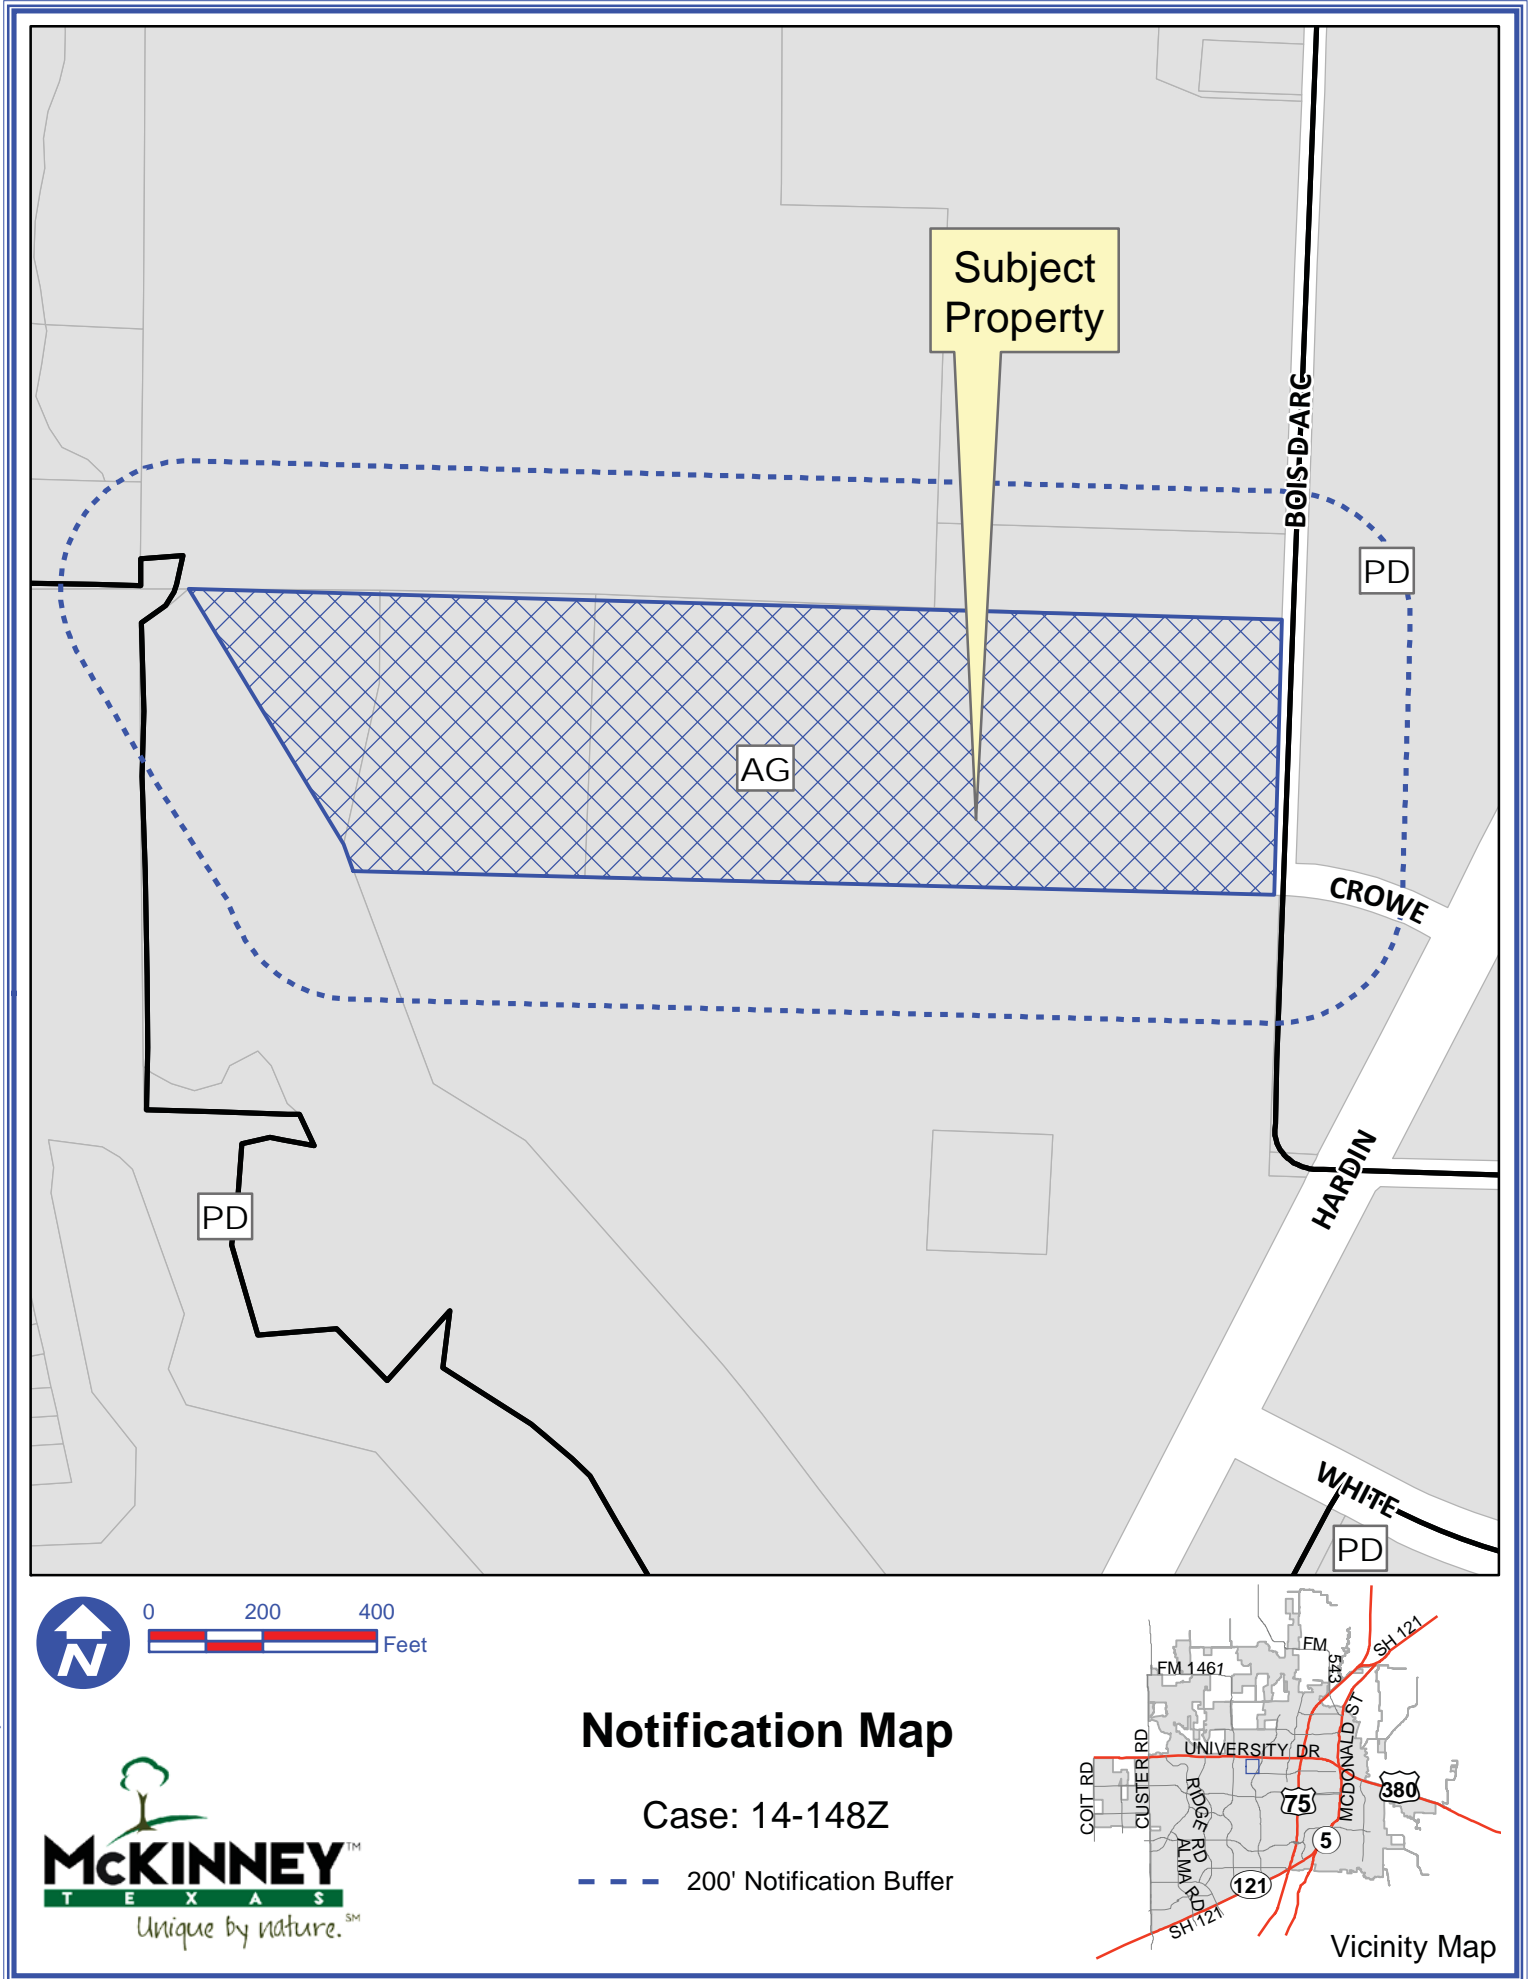 Subject
Property
BOIS-D-ARC
PD
AG
CROWE
HARDIN
PD
WHITE
PD
0 200 400
Feet
N
Notification Map
Case: 14-148Z
200' Notification Buffer
McKINNEY™
TEXAS
Unique by nature.℠
FM
543
SH 121
FM 1461
MCDONALD ST
UNIVERSITY DR
CUSTER RD
COIT RD
RIDGE RD
ALMA RD
75
380
5
121
SH 121
Vicinity Map